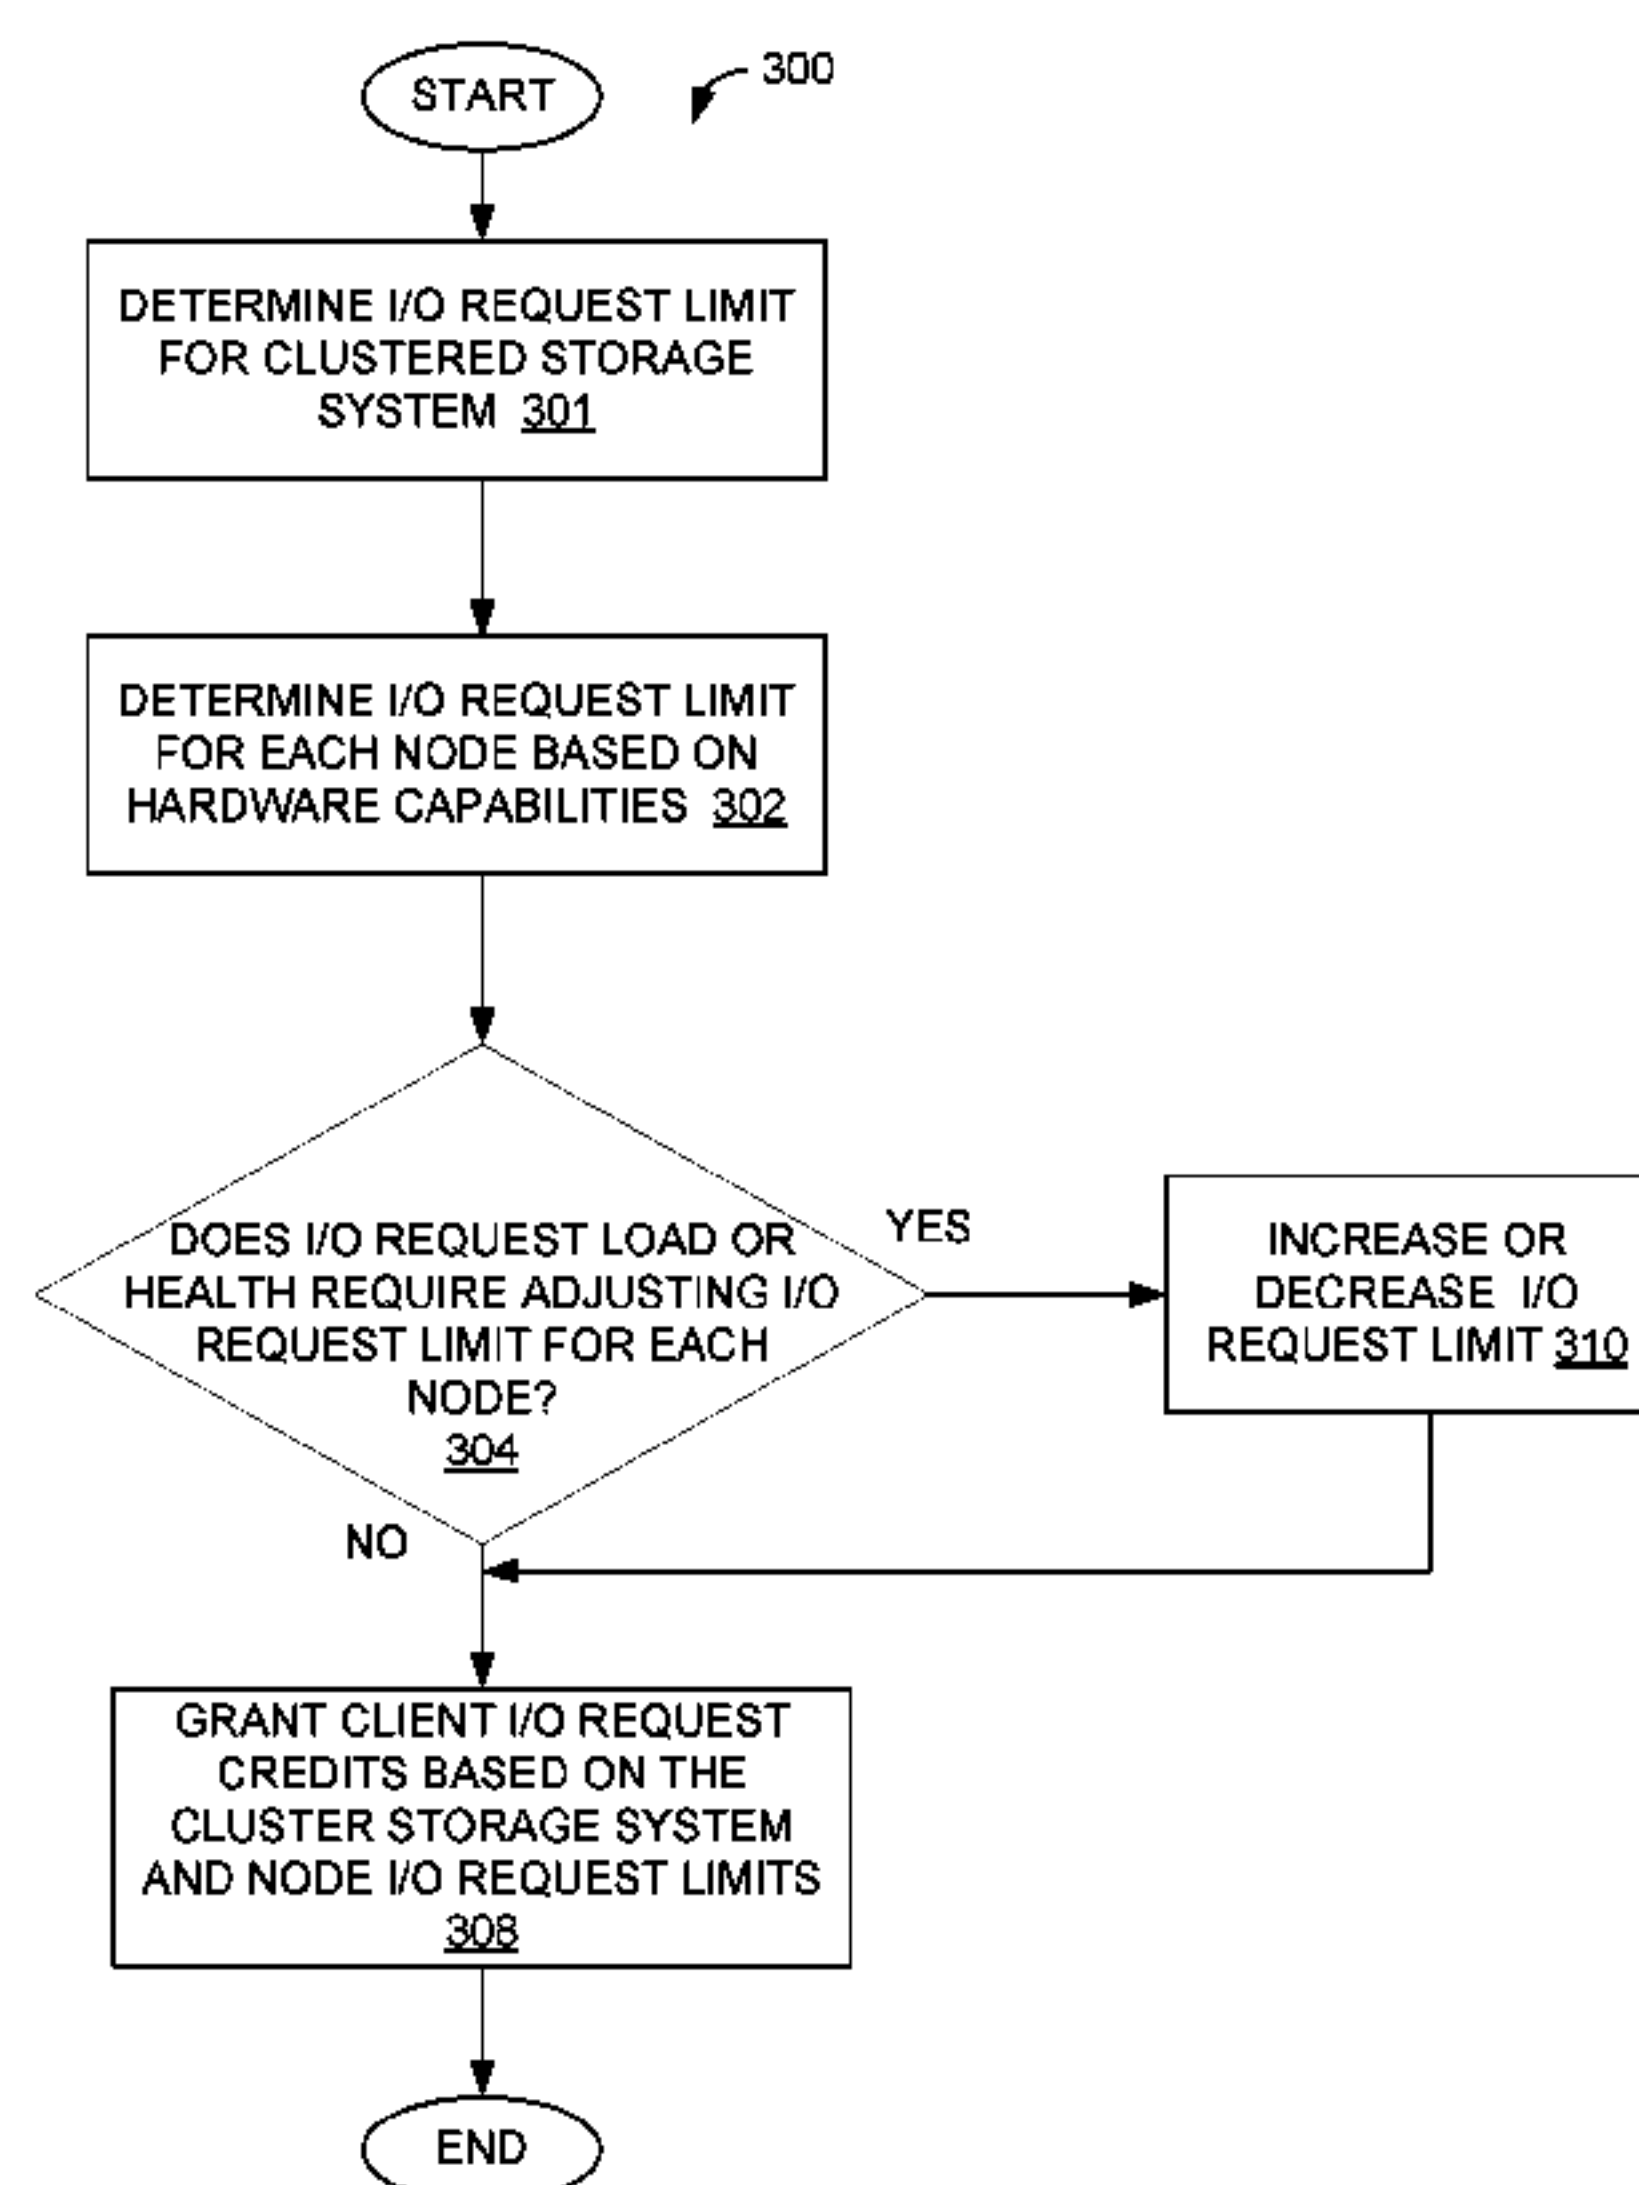 START
300
DETERMINE I/O REQUEST LIMIT
FOR CLUSTERED STORAGE
SYSTEM 301
DETERMINE I/O REQUEST LIMIT
FOR EACH NODE BASED ON
HARDWARE CAPABILITIES 302
DOES I/O REQUEST LOAD OR
HEALTH REQUIRE ADJUSTING I/O
REQUEST LIMIT FOR EACH
NODE?
304
YES
INCREASE OR
DECREASE I/O
REQUEST LIMIT 310
NO
GRANT CLIENT I/O REQUEST
CREDITS BASED ON THE
CLUSTER STORAGE SYSTEM
AND NODE I/O REQUEST LIMITS
308
END